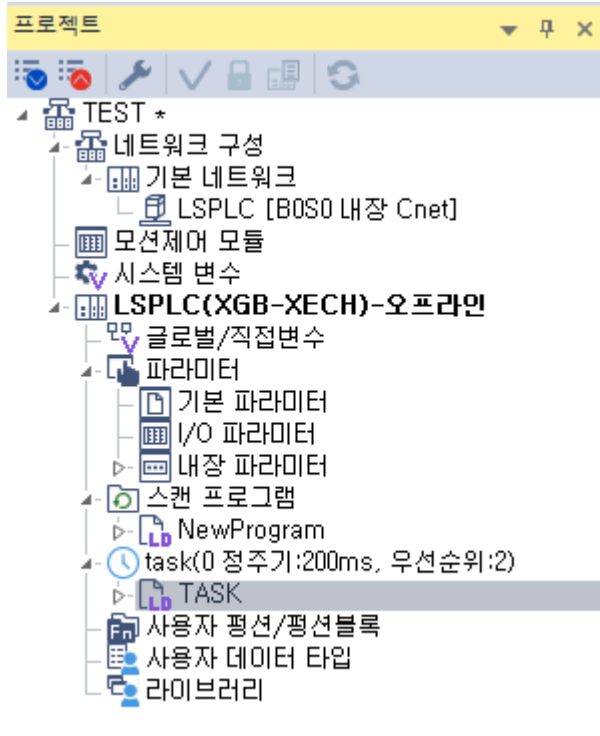 프로젝트
TEST *
네트워크 구성
기본 네트워크
LSPLC [B0S0 내장 Cnet]
모션제어 모듈
시스템 변수
LSPLC(XGB-XECH)-오프라인
글로벌/직접변수
파라미터
기본 파라미터
I/O 파라미터
내장 파라미터
스캔 프로그램
NewProgram
task(0 정주기:200ms, 우선순위:2)
TASK
사용자 펑션/펑션블록
사용자 데이터 타입
라이브러리